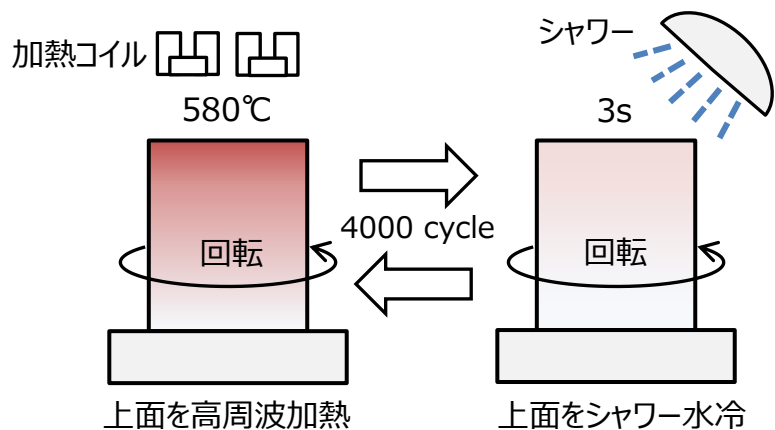 加熱コイル
580℃
シャワー
3s
4000 cycle
回転
回転
上面を高周波加熱
上面をシャワー水冷